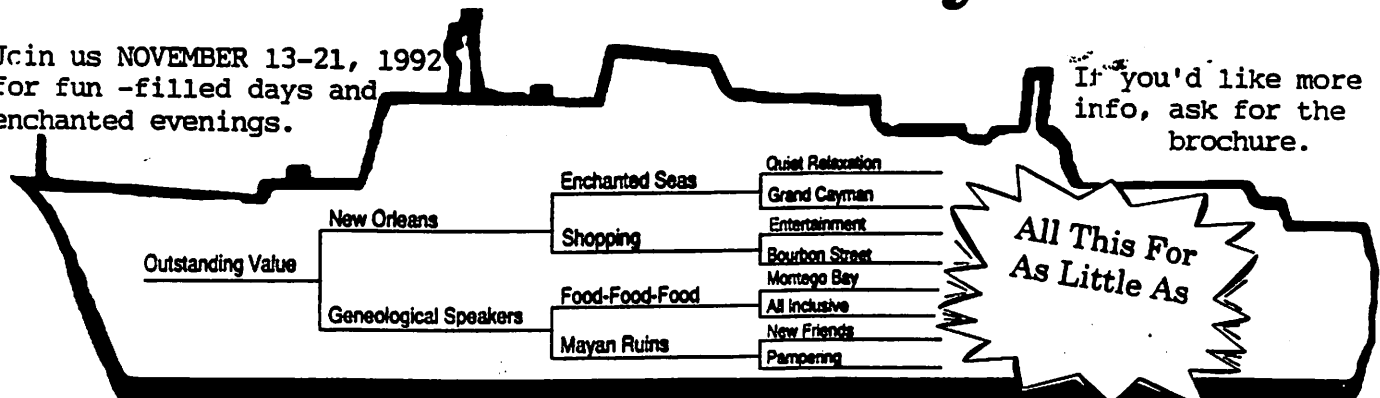 Join us NOVEMBER 13-21, 1992
for fun -filled days and
enchanted evenings.
If you'd like more
info, ask for the
brochure.
Outstanding Value
New Orleans
Geneological Speakers
Enchanted Seas
Shopping
Food-Food-Food
Mayan Ruins
Quiet Relaxation
Grand Cayman
Entertainment
Bourbon Street
Montego Bay
All Inclusive
New Friends
Pampering
All This For
As Little As